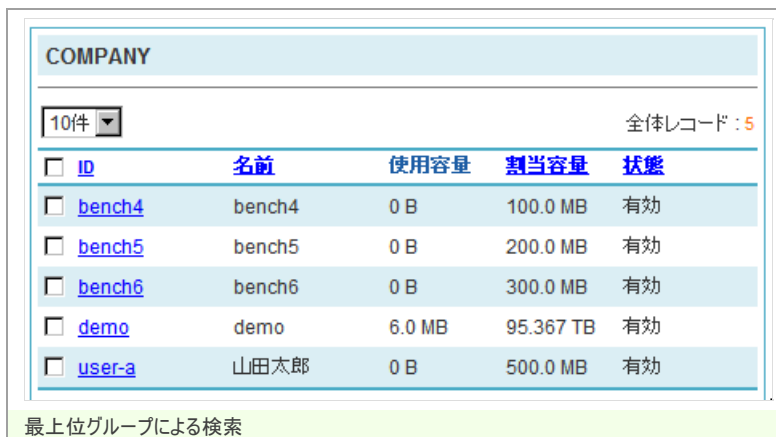 COMPANY
10件 全体レコード : 5
ID 名前 使用容量 割当容量 状態
bench4 bench4 0 B 100.0 MB 有効
bench5 bench5 0 B 200.0 MB 有効
bench6 bench6 0 B 300.0 MB 有効
demo demo 6.0 MB 95.367 TB 有効
user-a 山田太郎 0 B 500.0 MB 有効
最上位グループによる検索